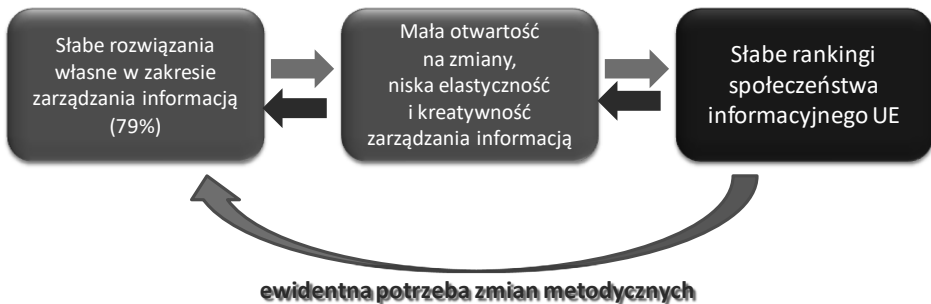 Słabe rozwiązania
własne w zakresie
zarządzania informacją
(79%)
Mała otwartość
na zmiany,
niska elastyczność
i kreatywność
zarządzania informacją
Słabe rankingi
społeczeństwa
informacyjnego UE
ewidentna potrzeba zmian metodycznych